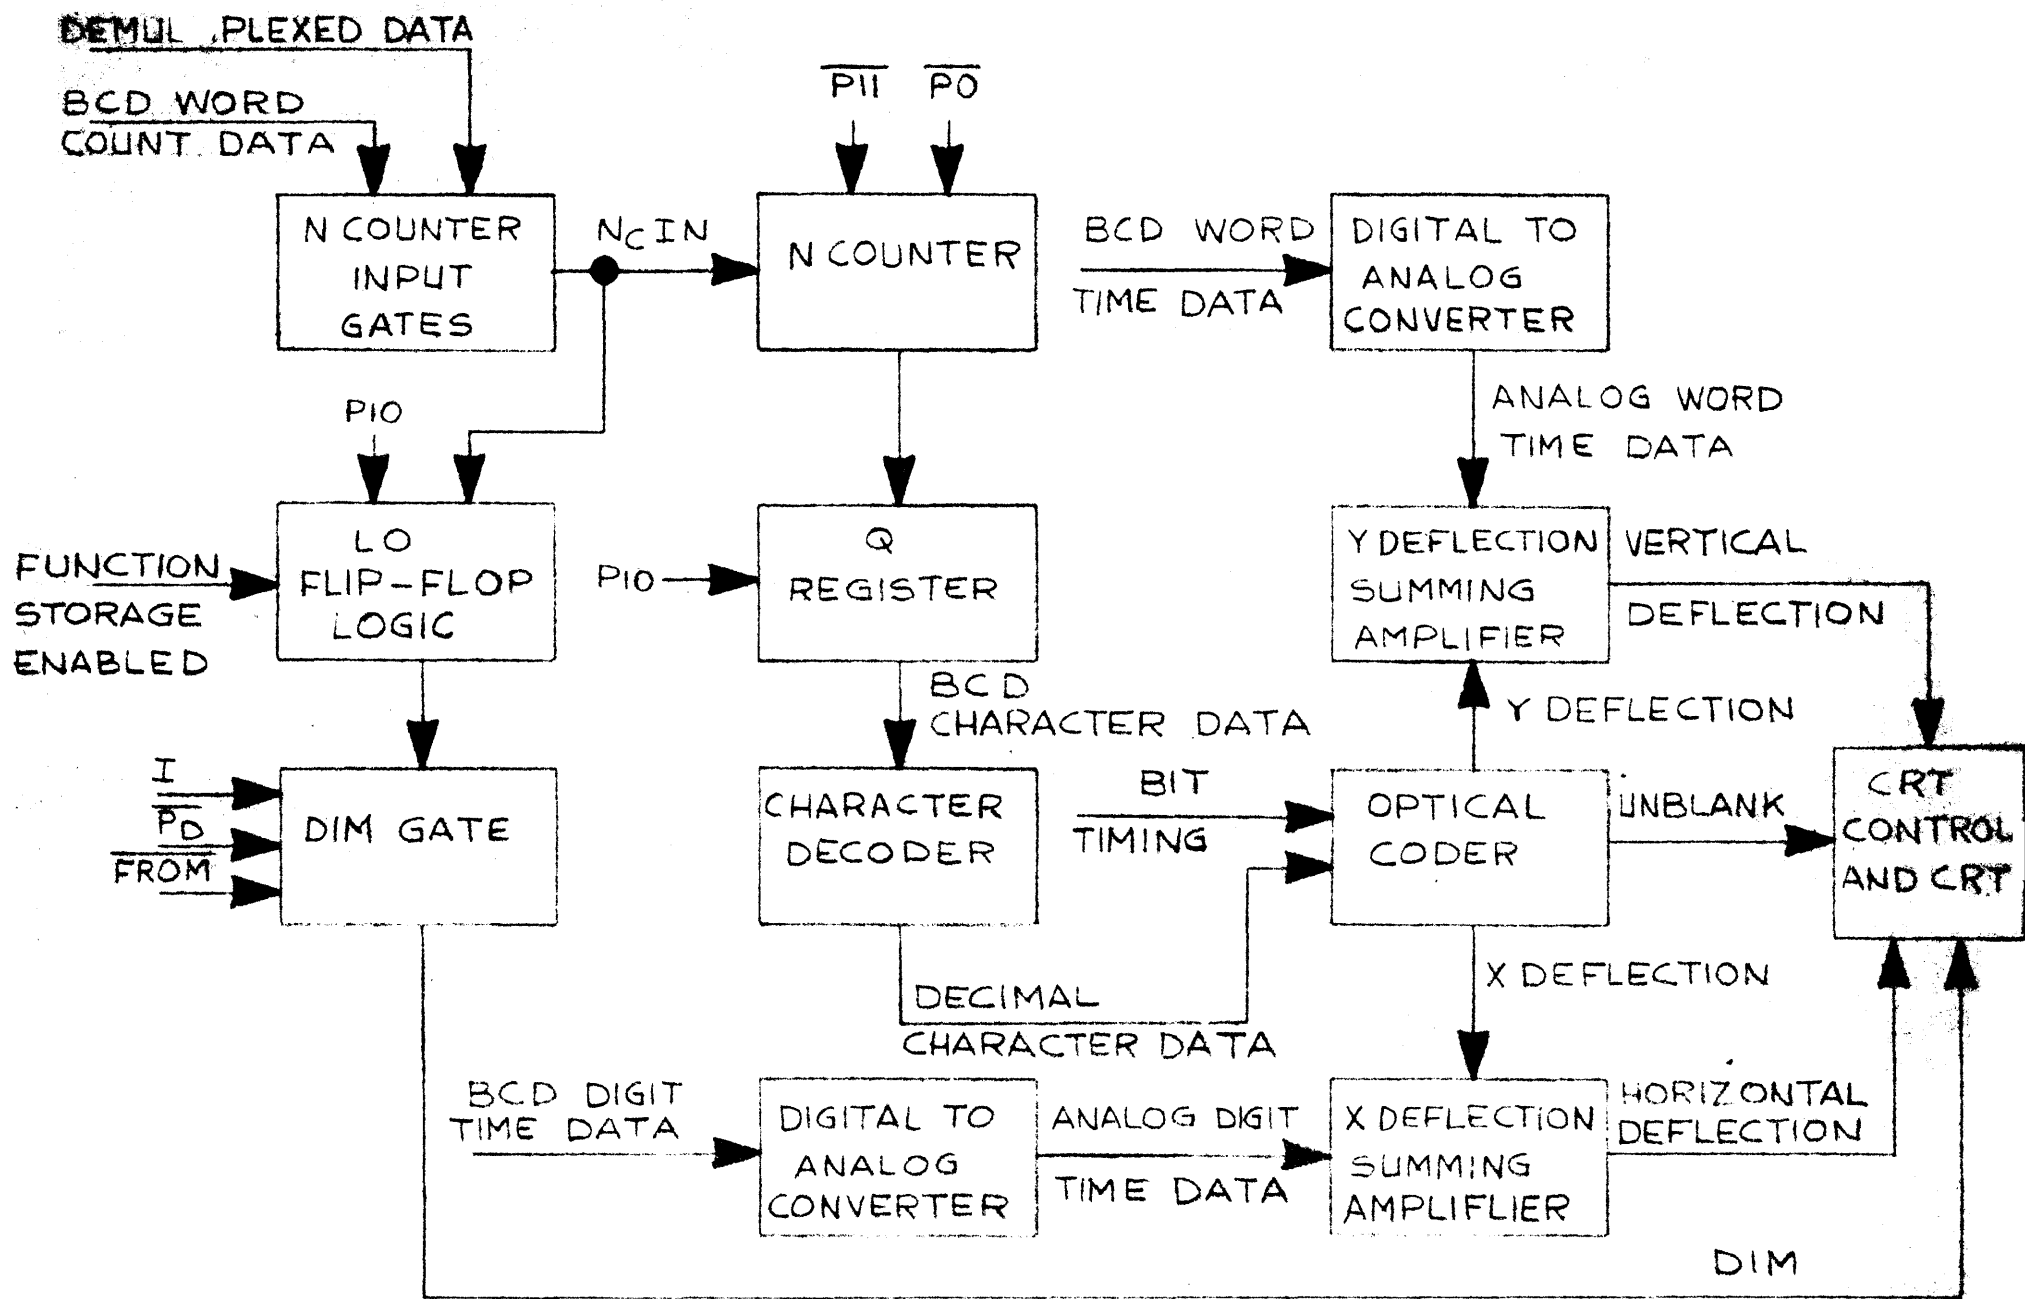 DEMUL PLEXED DATA
BCD WORD
COUNT DATA
P11
P0
N COUNTER
INPUT
GATES
NC IN
N COUNTER
BCD WORD
TIME DATA
DIGITAL TO
ANALOG
CONVERTER
ANALOG WORD
TIME DATA
P10
FUNCTION
STORAGE
ENABLED
LO
FLIP-FLOP
LOGIC
P10
Q
REGISTER
Y DEFLECTION
SUMMING
AMPLIFIER
VERTICAL
DEFLECTION
BCD
CHARACTER DATA
Y DEFLECTION
I
PD
FROM
DIM GATE
CHARACTER
DECODER
BIT
TIMING
OPTICAL
CODER
UNBLANK
CRT
CONTROL
AND CRT
DECIMAL
CHARACTER DATA
X DEFLECTION
BCD DIGIT
TIME DATA
DIGITAL TO
ANALOG
CONVERTER
ANALOG DIGIT
TIME DATA
X DEFLECTION
SUMMING
AMPLIFLIER
HORIZONTAL
DEFLECTION
DIM